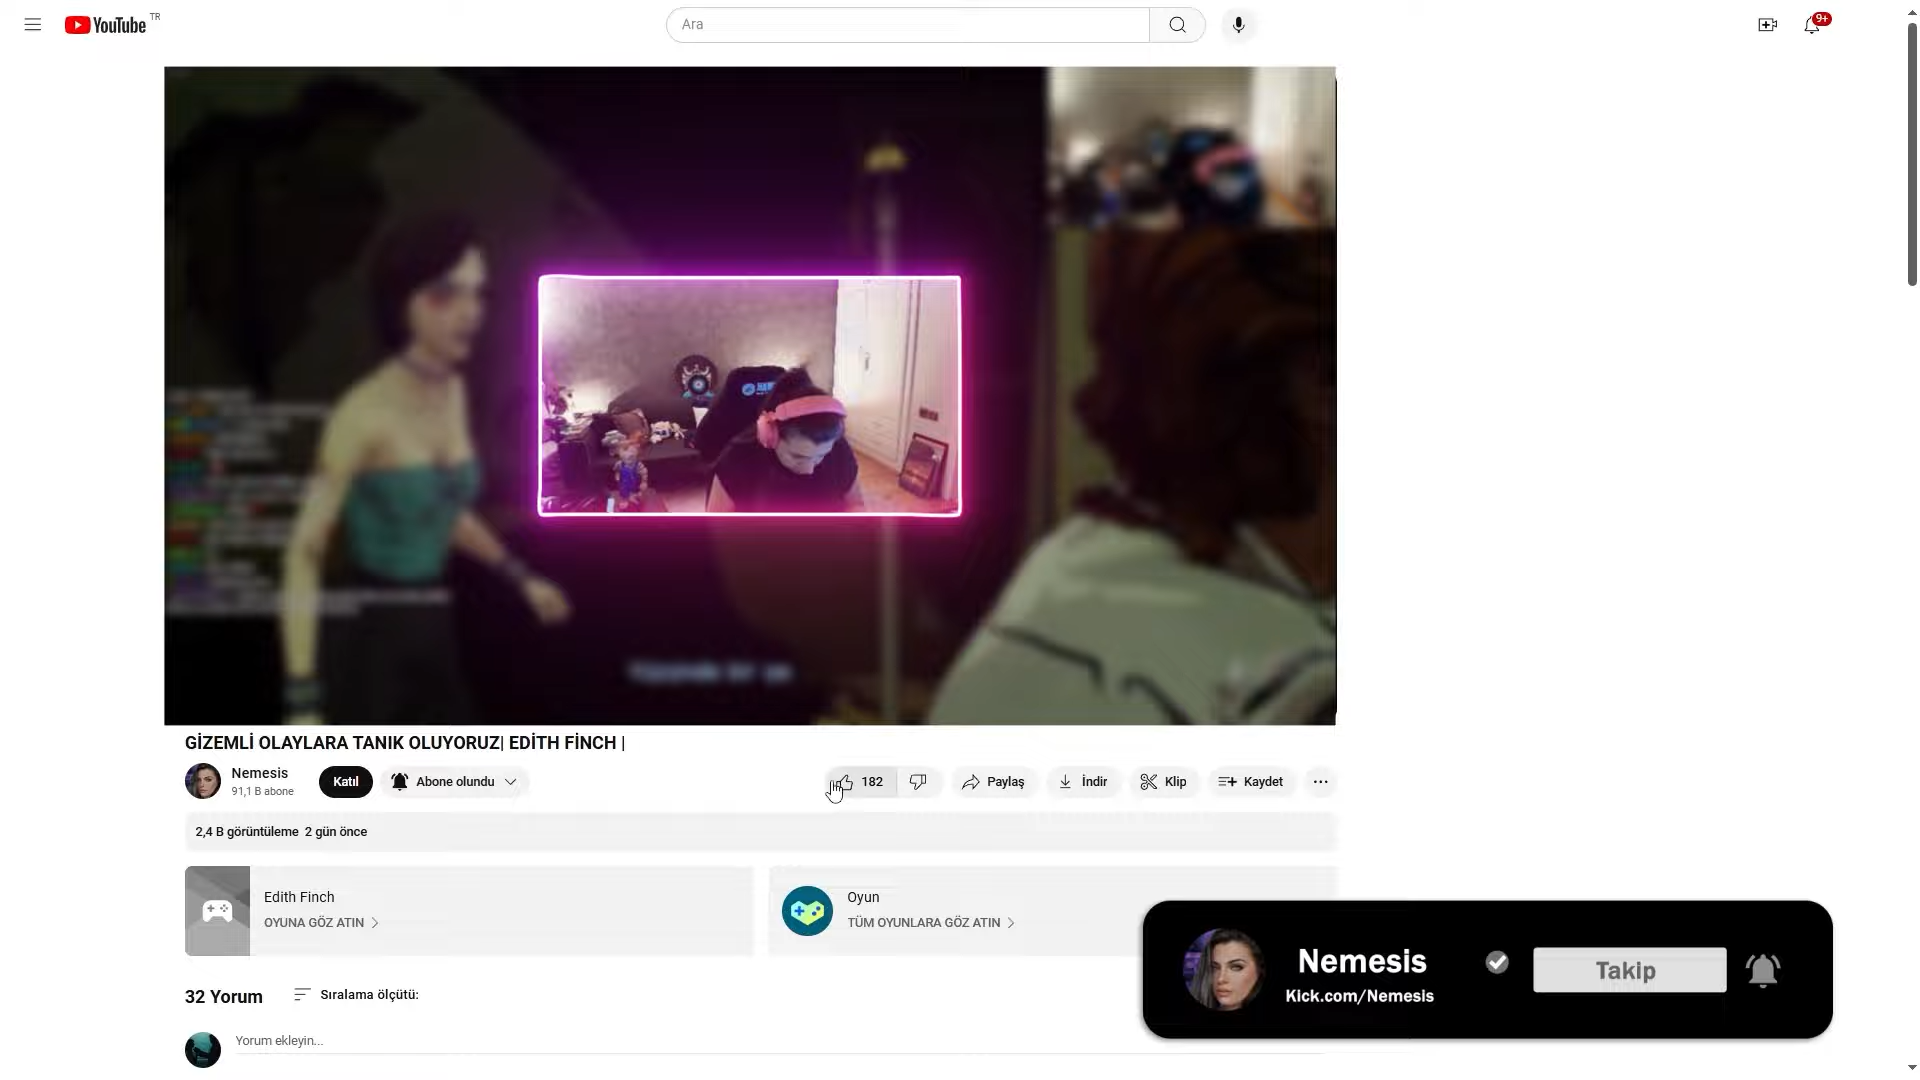 YouTube TR
Ara
9+
GİZEMLİ OLAYLARA TANIK OLUYORUZ| EDİTH FİNCH |
Nemesis
91,1 B abone
Katıl
Abone olundu
182
Paylaş
İndir
Klip
Kaydet
2,4 B görüntüleme 2 gün önce
Edith Finch
OYUNA GÖZ ATIN
Oyun
TÜM OYUNLARA GÖZ ATIN
Nemesis
Kick.com/Nemesis
Takip
32 Yorum
Sıralama ölçütü:
Yorum ekleyin...